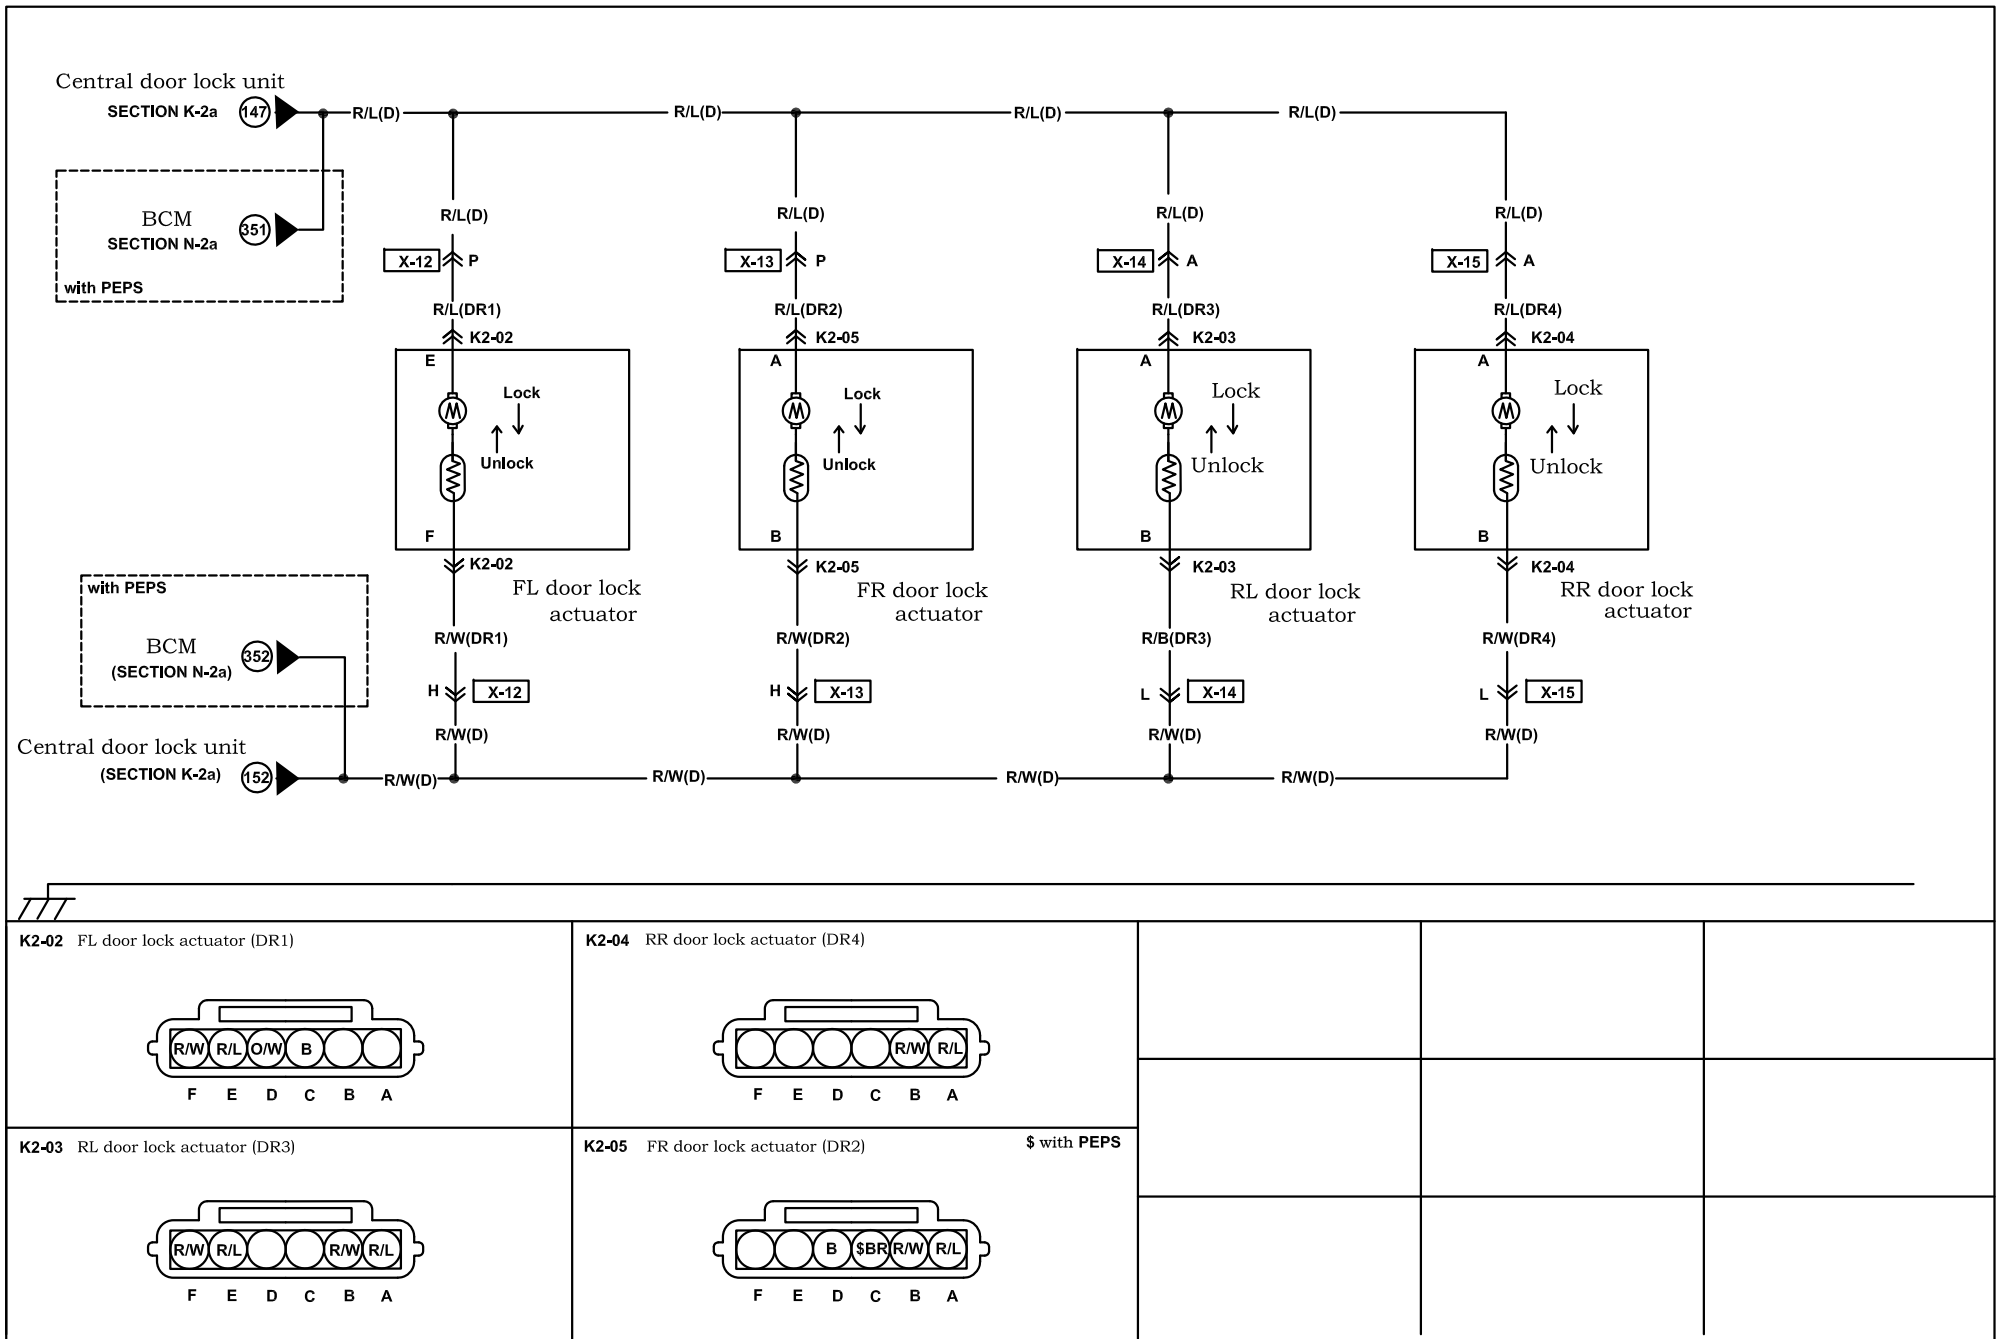 Central door lock unit
SECTION K-2a 147 R/L(D) R/L(D) R/L(D) R/L(D)
BCM
SECTION N-2a 351
with PEPS
R/L(D) R/L(D) R/L(D) R/L(D)
X-12 P X-13 P X-14 A X-15 A
R/L(DR1) R/L(DR2) R/L(DR3) R/L(DR4)
K2-02 K2-05 K2-03 K2-04
E A A A
Lock Lock Lock Lock
M M M M
Unlock Unlock Unlock Unlock
F B B B
K2-02 K2-05 K2-03 K2-04
FL door lock
actuator
FR door lock
actuator
RL door lock
actuator
RR door lock
actuator
with PEPS
BCM
(SECTION N-2a) 352
R/W(DR1) R/W(DR2) R/B(DR3) R/W(DR4)
H X-12 H X-13 L X-14 L X-15
R/W(D) R/W(D) R/W(D) R/W(D)
Central door lock unit
(SECTION K-2a) 152 R/W(D) R/W(D) R/W(D) R/W(D)
K2-02 FL door lock actuator (DR1)
R/W R/L O/W B
F E D C B A
K2-04 RR door lock actuator (DR4)
R/W R/L
F E D C B A
K2-03 RL door lock actuator (DR3)
R/W R/L R/W R/L
F E D C B A
K2-05 FR door lock actuator (DR2) $ with PEPS
B $BR R/W R/L
F E D C B A